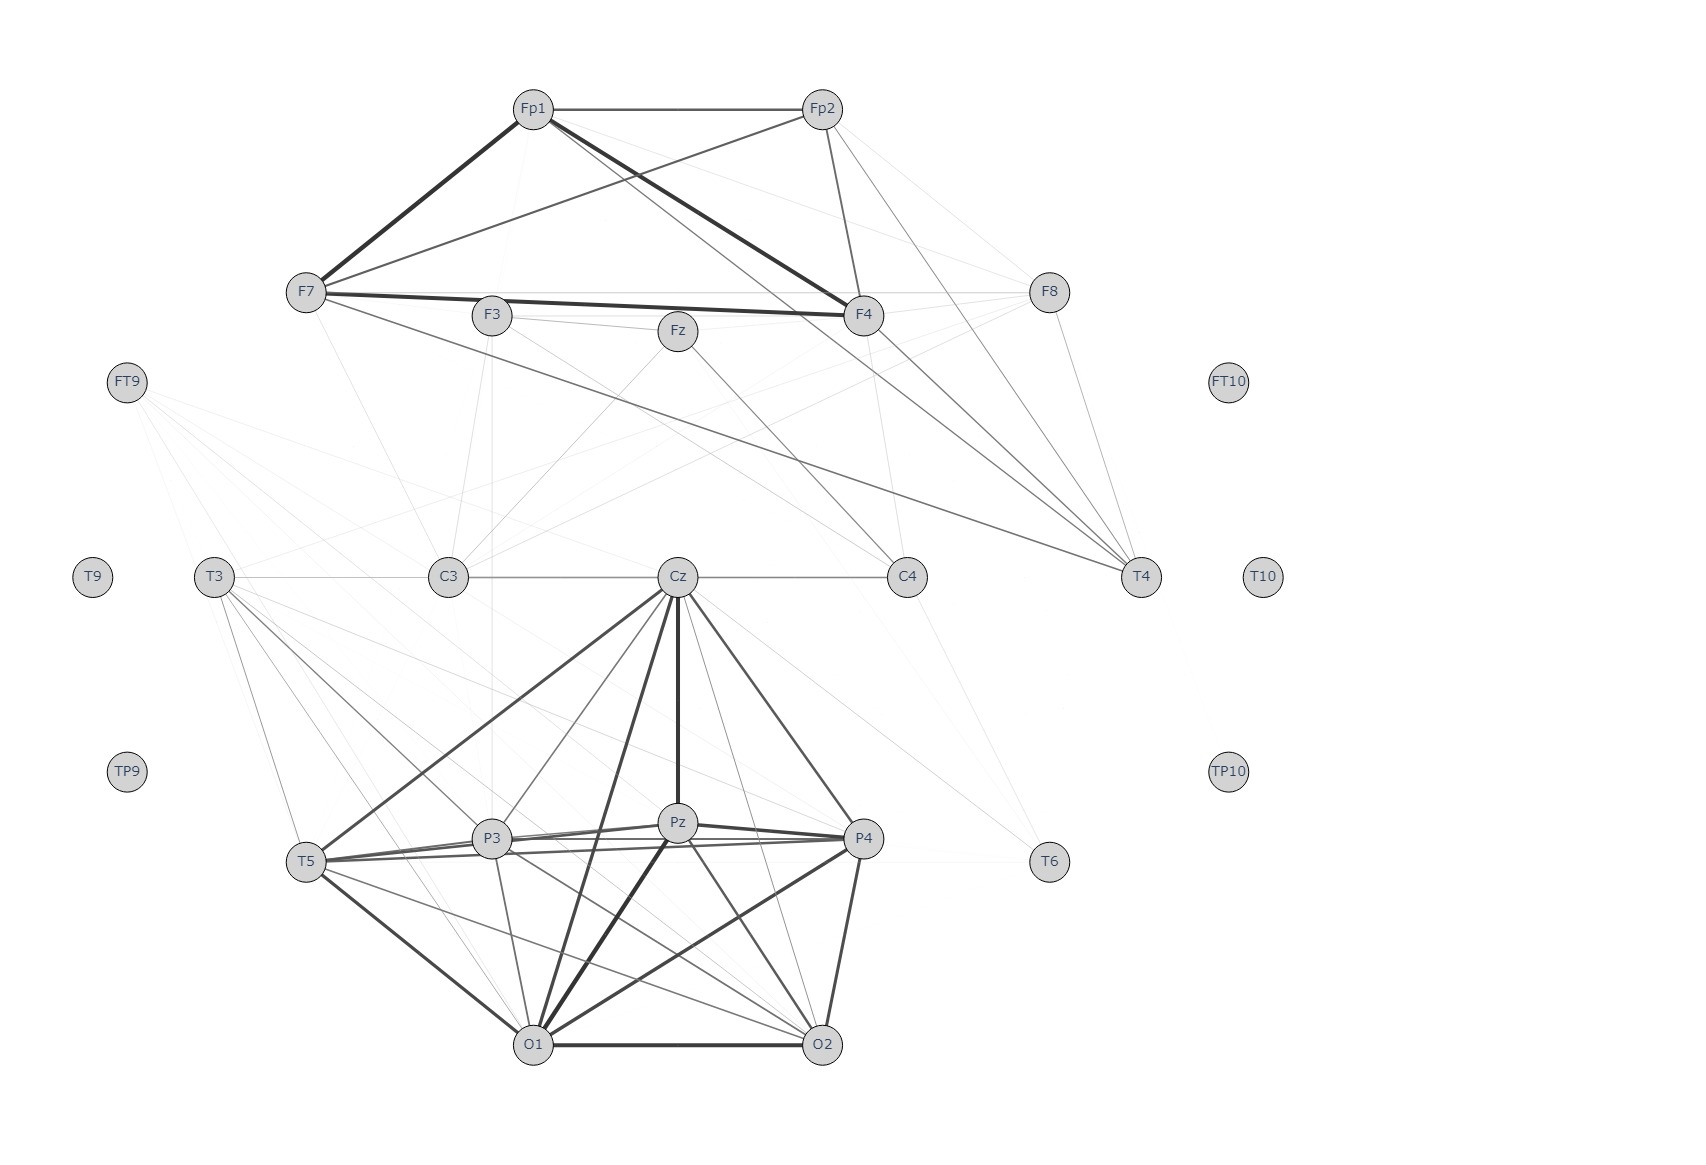 Fp1 Fp2
F7 F3 Fz F4 F8
FT9 FT10
T9 T3 C3 Cz C4 T4 T10
TP9 TP10
T5 P3 Pz P4 T6
O1 O2